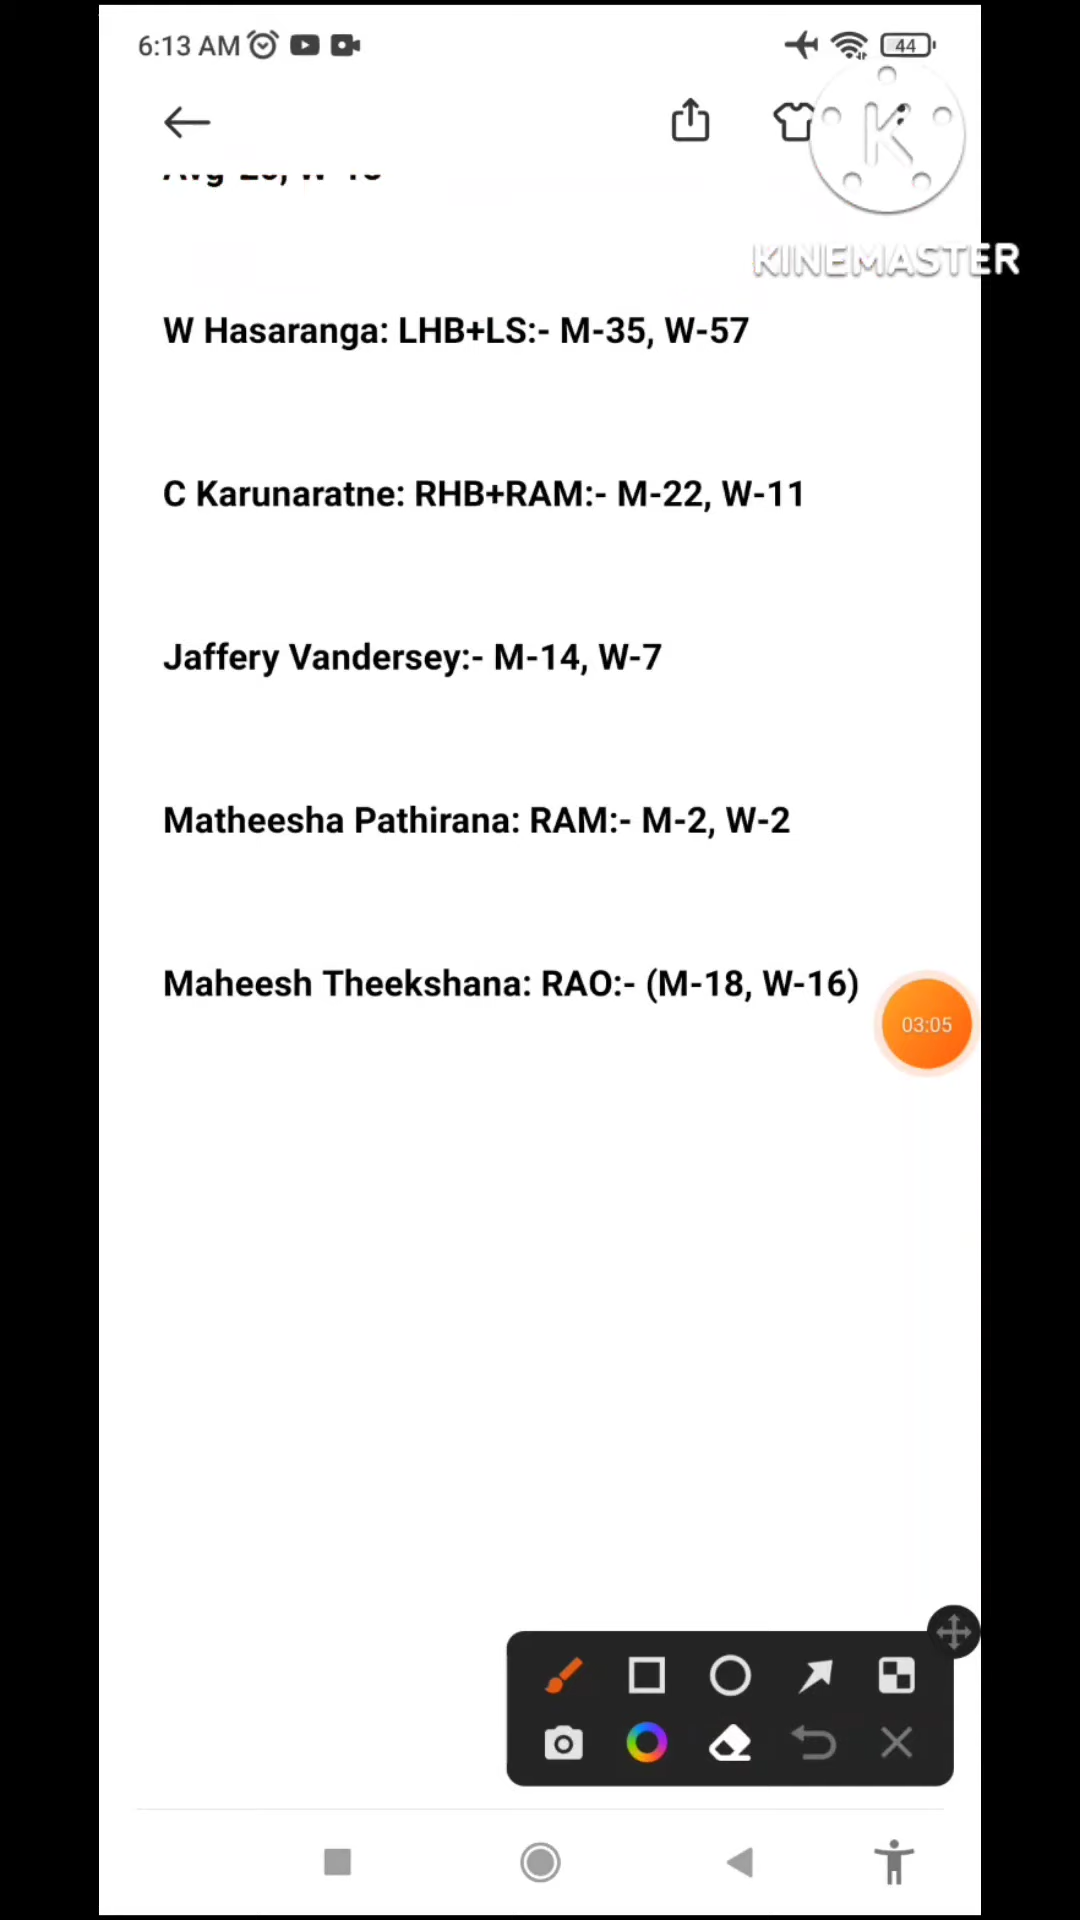 6:13 AM
44
K
KINEMASTER
W Hasaranga: LHB+LS:- M-35, W-57
C Karunaratne: RHB+RAM:- M-22, W-11
Jaffery Vandersey:- M-14, W-7
Matheesha Pathirana: RAM:- M-2, W-2
Maheesh Theekshana: RAO:- (M-18, W-16)
03:05